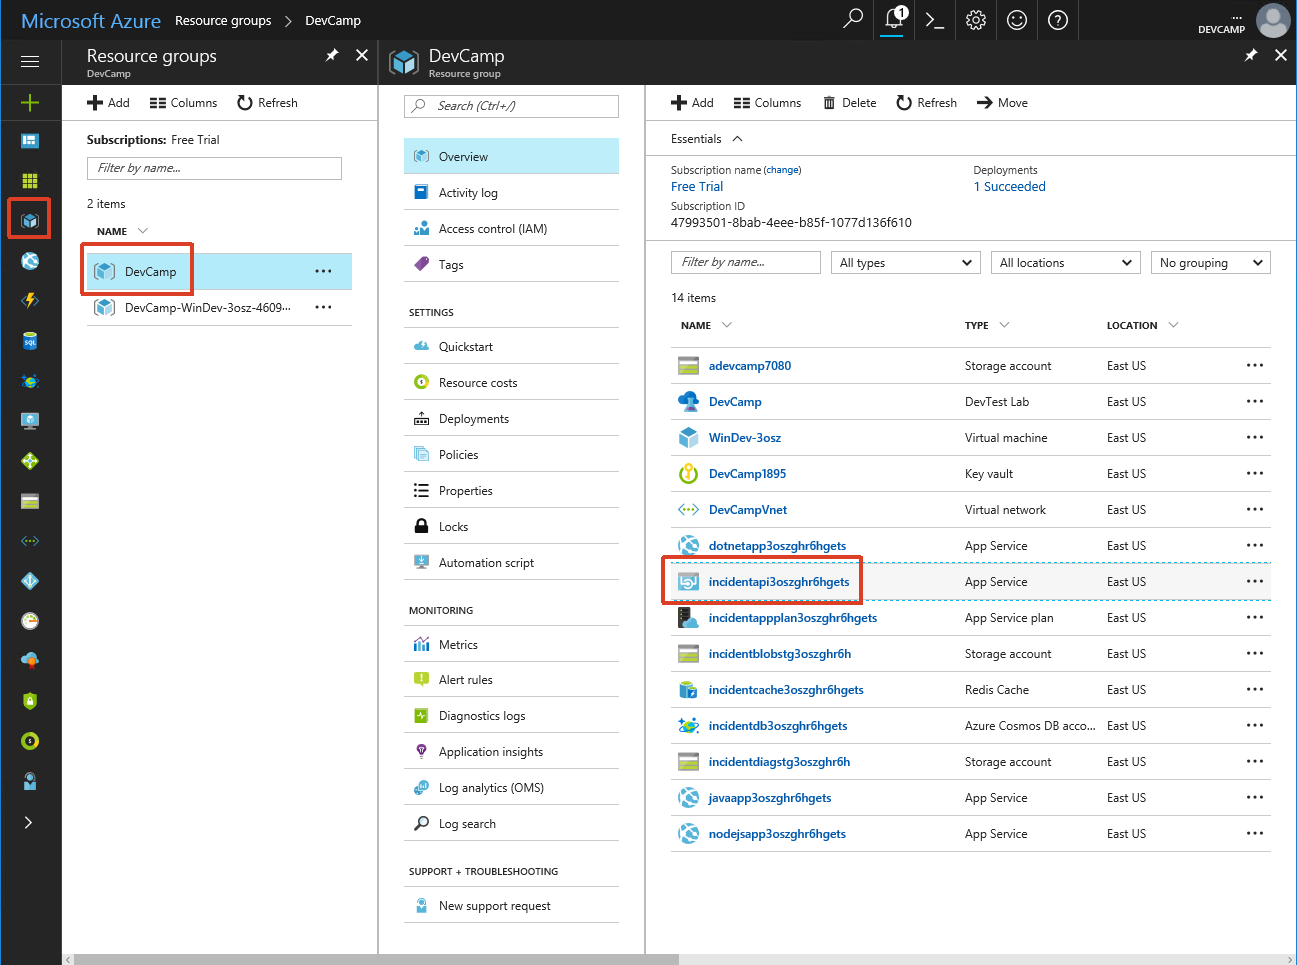 Microsoft Azure Resource groups > DevCamp
1
...
DEVCAMP
Resource groups
DevCamp
Add Columns Refresh
Subscriptions: Free Trial
Filter by name...
2 items
NAME
DevCamp ...
DevCamp-WinDev-3osz-4609... ...
DevCamp
Resource group
Search (Ctrl+/)
Overview
Activity log
Access control (IAM)
Tags
SETTINGS
Quickstart
Resource costs
Deployments
Policies
Properties
Locks
Automation script
MONITORING
Metrics
Alert rules
Diagnostics logs
Application insights
Log analytics (OMS)
Log search
SUPPORT + TROUBLESHOOTING
New support request
Add Columns Delete Refresh Move
Essentials
Subscription name (change) Deployments
Free Trial 1 Succeeded
Subscription ID
47993501-8bab-4eee-b85f-1077d136f610
Filter by name... All types All locations No grouping
14 items
NAME TYPE LOCATION
adevcamp7080 Storage account East US ...
DevCamp DevTest Lab East US ...
WinDev-3osz Virtual machine East US ...
DevCamp1895 Key vault East US ...
DevCampVnet Virtual network East US ...
dotnetapp3oszghr6hgets App Service East US ...
incidentapi3oszghr6hgets App Service East US ...
incidentappplan3oszghr6hgets App Service plan East US ...
incidentblobstg3oszghr6h Storage account East US ...
incidentcache3oszghr6hgets Redis Cache East US ...
incidentdb3oszghr6hgets Azure Cosmos DB acco... East US ...
incidentdiagstg3oszghr6h Storage account East US ...
javaapp3oszghr6hgets App Service East US ...
nodejsapp3oszghr6hgets App Service East US ...